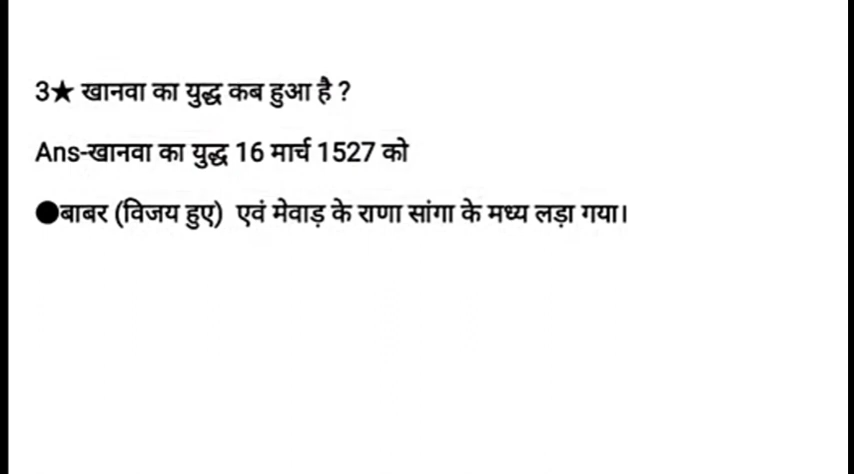 3★ खानवा का युद्ध कब हुआ है ?
Ans-खानवा का युद्ध 16 मार्च 1527 को
●बाबर (विजय हुए) एवं मेवाड़ के राणा सांगा के मध्य लड़ा गया।